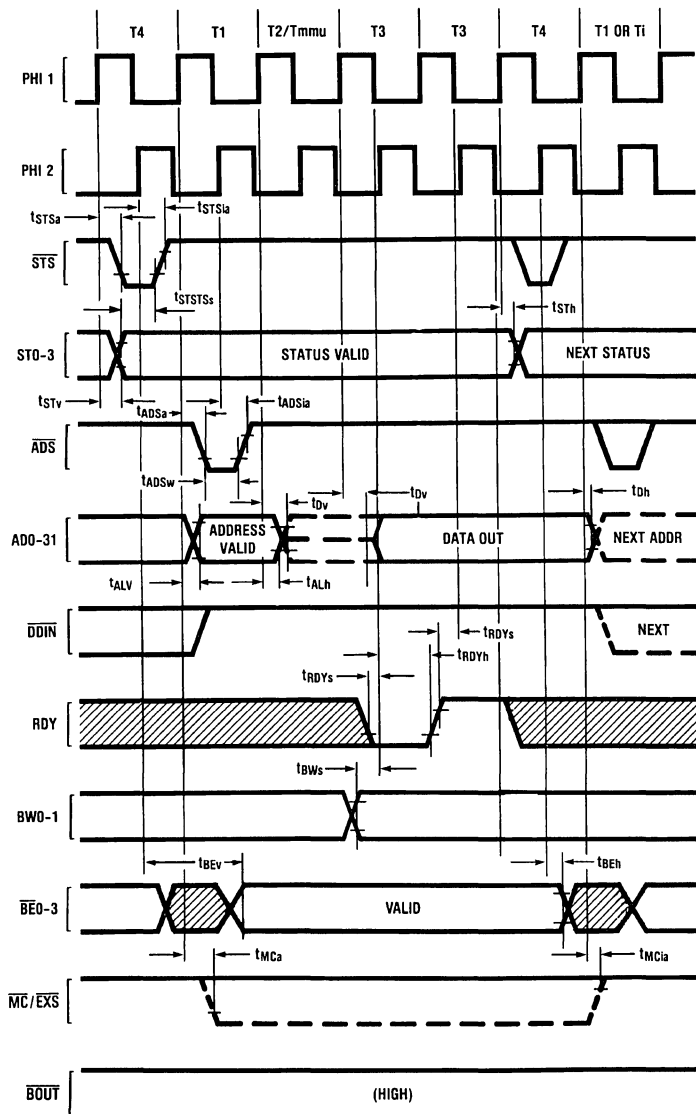 T4 T1 T2/Tmmu T3 T3 T4 T1 OR Ti
PHI 1
PHI 2
tSTSa
tSTSia
STS
tSTSTSs
tSTh
ST0-3 STATUS VALID NEXT STATUS
tSTv
tADSa
tADSia
ADS
tADSw
tDv
tDv
tDh
AD0-31 ADDRESS VALID DATA OUT NEXT ADDR
tALV
tALh
DDIN NEXT
tRDYs
tRDYh
tRDYs
RDY
tBWs
BW0-1
tBEv
tBEh
BE0-3 VALID
tMCa
tMCia
MC/EXS
BOUT (HIGH)